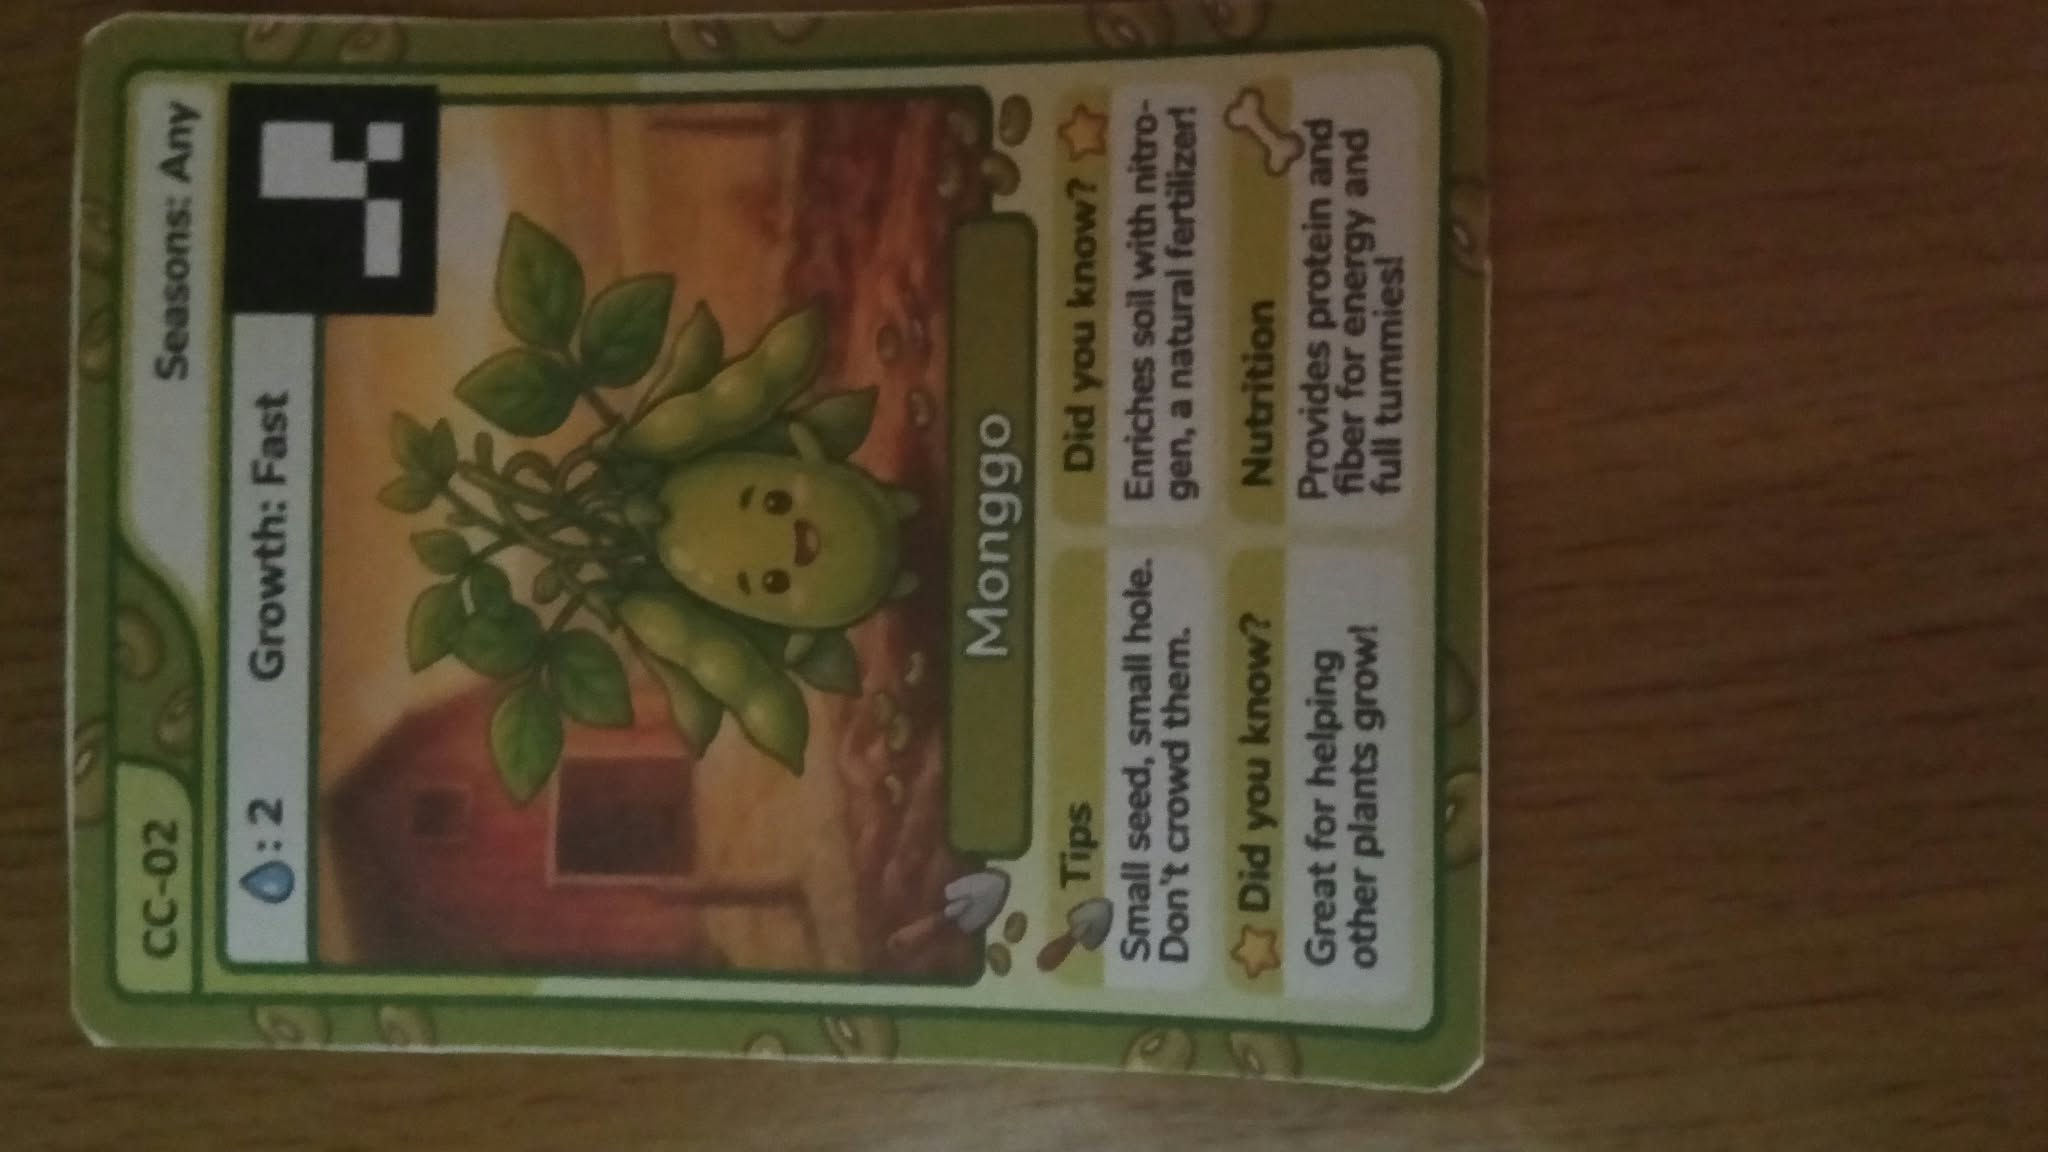 CC-02
Seasons: Any
: 2
Growth: Fast
Monggo
Tips
Small seed, small hole.
Don't crowd them.
Did you know?
Enriches soil with nitro-
gen, a natural fertilizer!
Did you know?
Great for helping
other plants grow!
Nutrition
Provides protein and
fiber for energy and
full tummies!